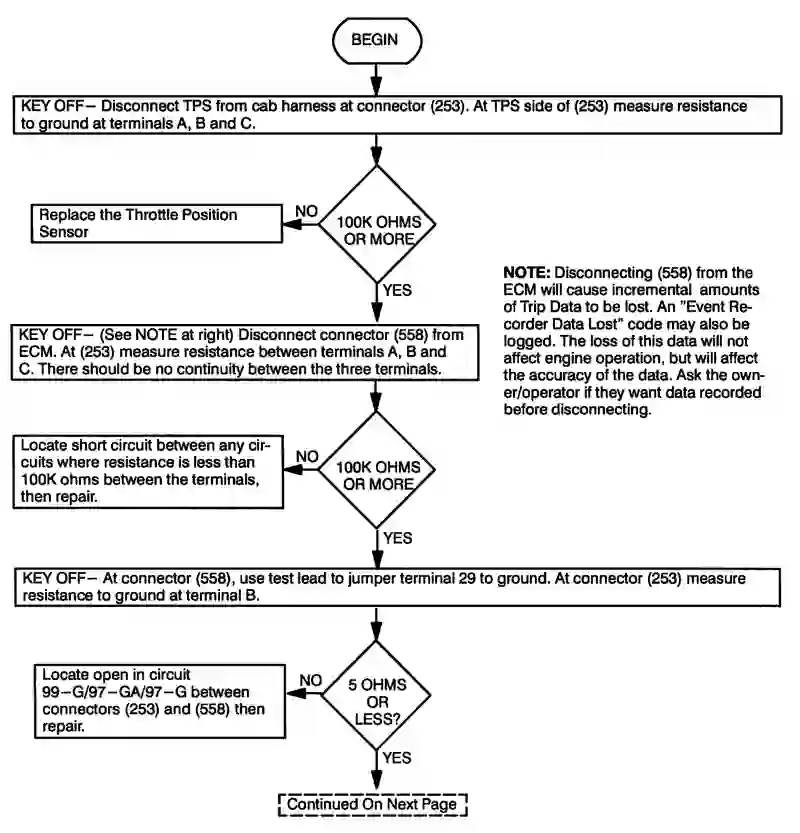 BEGIN
KEY OFF— Disconnect TPS from cab harness at connector (253). At TPS side of (253) measure resistance
to ground at terminals A, B and C.
100K OHMS
OR MORE
NO
Replace the Throttle Position
Sensor
YES
NOTE: Disconnecting (558) from the
ECM will cause incremental amounts
of Trip Data to be lost. An "Event Re-
corder Data Lost" code may also be
logged. The loss of this data will not
affect engine operation, but will affect
the accuracy of the data. Ask the own-
er/operator if they want data recorded
before disconnecting.
KEY OFF— (See NOTE at right) Disconnect connector (558) from
ECM. At (253) measure resistance between terminals A, B and
C. There should be no continuity between the three terminals.
100K OHMS
OR MORE
NO
Locate short circuit between any cir-
cuits where resistance is less than
100K ohms between the terminals,
then repair.
YES
KEY OFF— At connector (558), use test lead to jumper terminal 29 to ground. At connector (253) measure
resistance to ground at terminal B.
5 OHMS
OR
LESS?
NO
Locate open in circuit
99—G/97—GA/97—G between
connectors (253) and (558) then
repair.
YES
Continued On Next Page